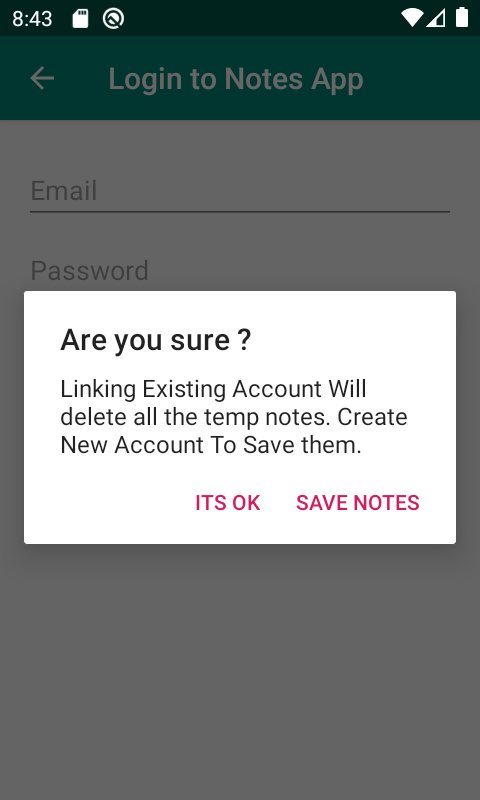 8:43
Login to Notes App
Email
Password
Are you sure ?
Linking Existing Account Will
delete all the temp notes. Create
New Account To Save them.
ITS OK
SAVE NOTES